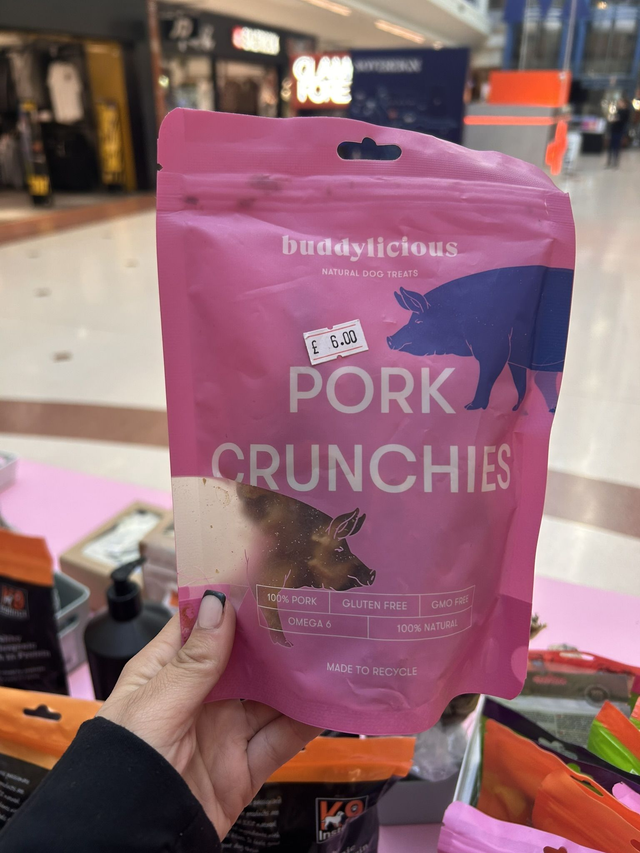 buddylicious
NATURAL DOG TREATS
£ 6.00
PORK
CRUNCHIES
100% PORK
GLUTEN FREE
GMO FREE
OMEGA 6
100% NATURAL
MADE TO RECYCLE
K9